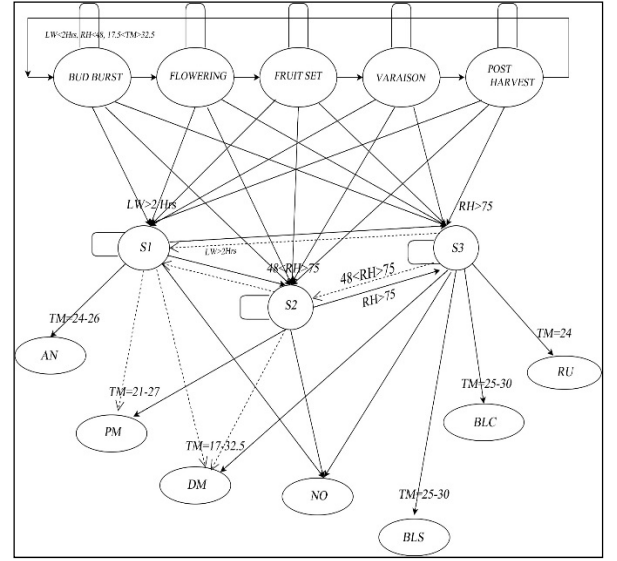 LW<2Hrs, RH<48, 17.5<TM>32.5
BUD BURST
FLOWERING
FRUIT SET
VARAISON
POST
HARVEST
LW>2 Hrs
RH>75
S1
S3
LW>2Hrs
48<RH>75
48<RH>75
S2
RH>75
TM=24-26
TM=24
AN
RU
TM=21-27
TM=25-30
PM
BLC
TM=17-32.5
DM
NO
TM=25-30
BLS